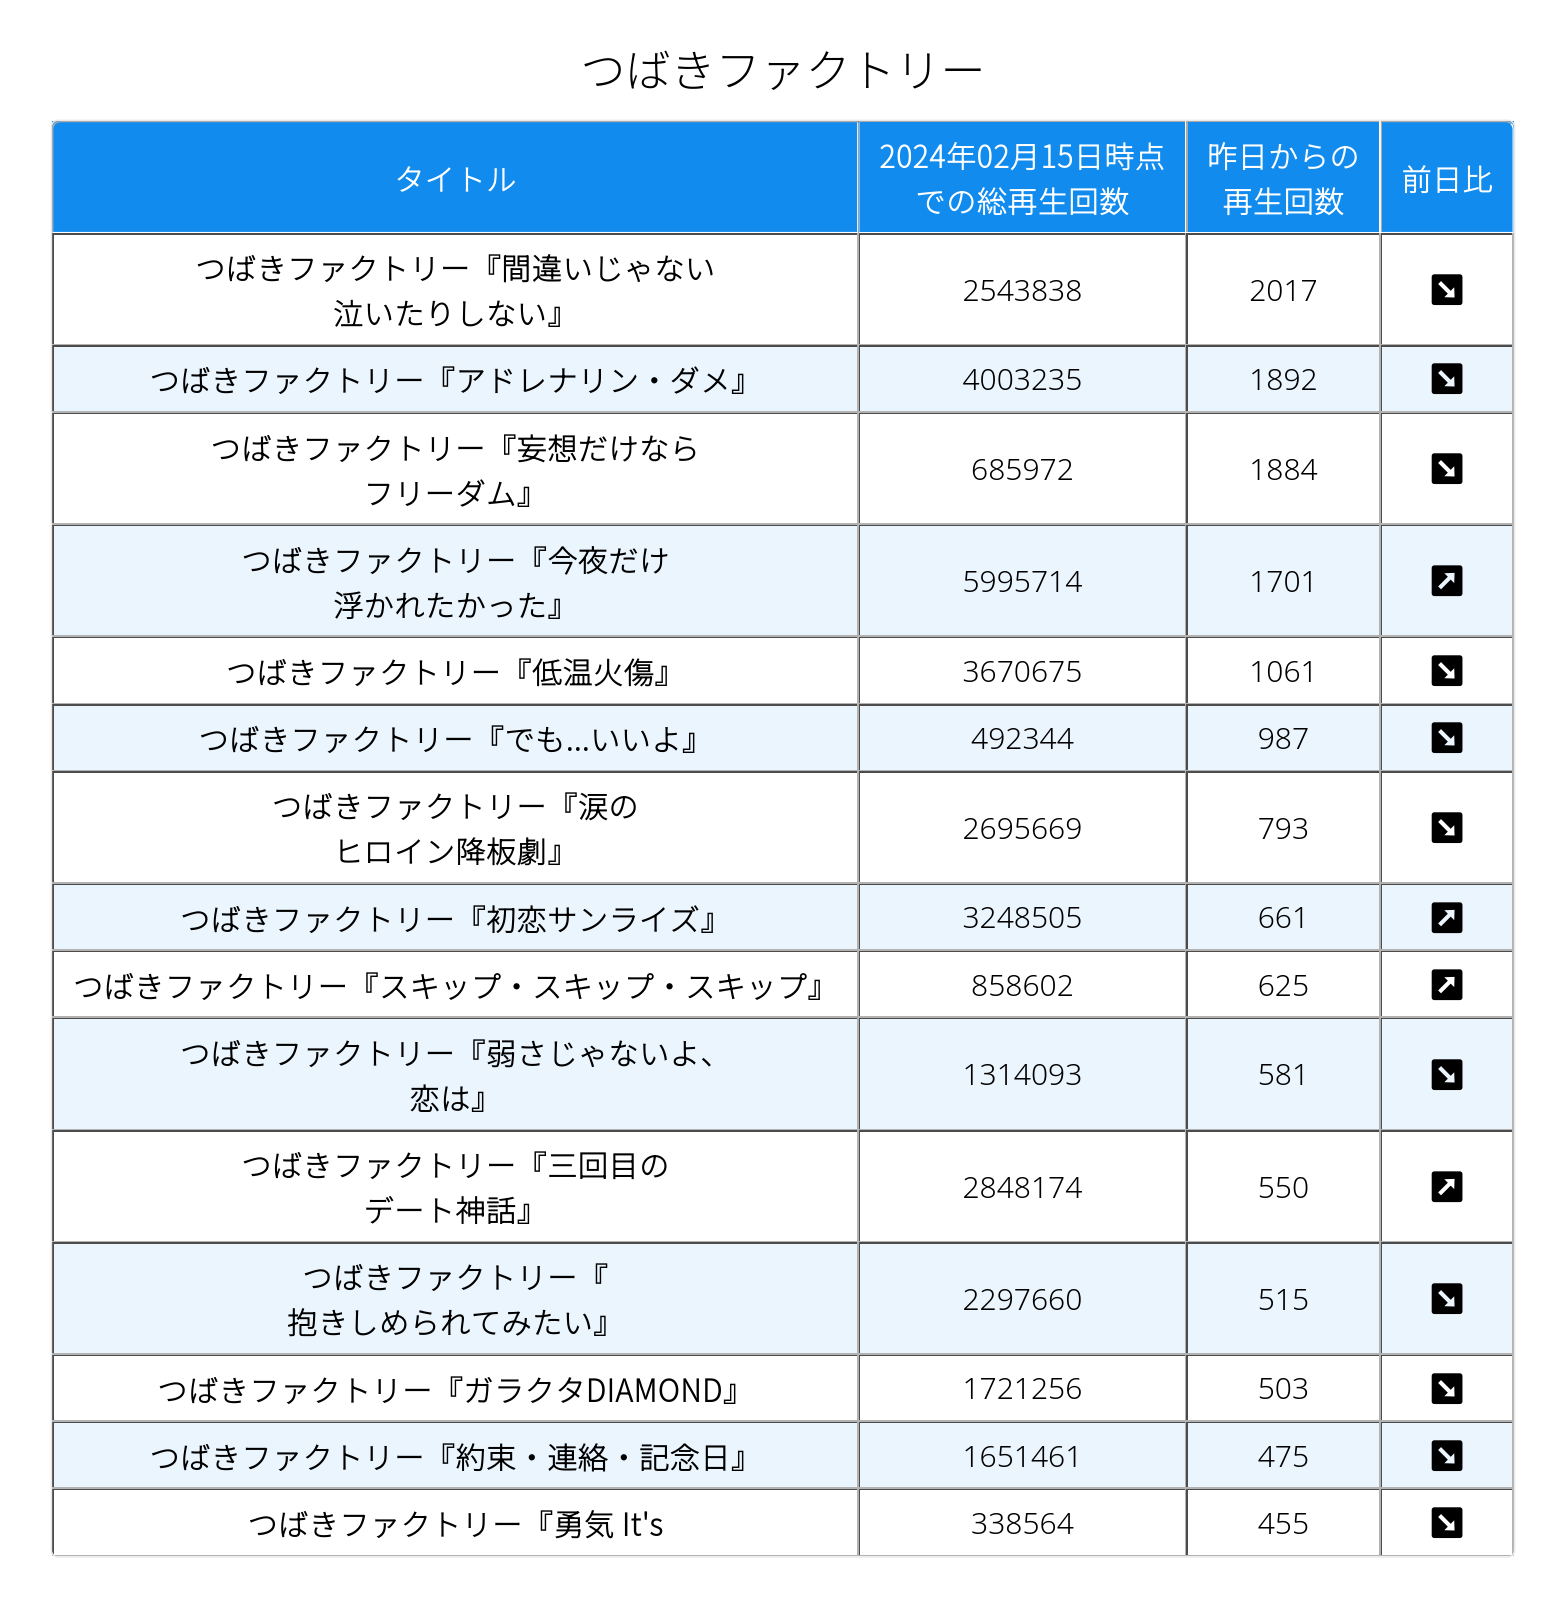 つばきファクトリー
タイトル
2024年02月15日時点
での総再生回数
昨日からの
再生回数
前日比
つばきファクトリー『間違いじゃない
泣いたりしない』
2543838
2017
つばきファクトリー『アドレナリン・ダメ』
4003235
1892
つばきファクトリー『妄想だけなら
フリーダム』
685972
1884
つばきファクトリー『今夜だけ
浮かれたかった』
5995714
1701
つばきファクトリー『低温火傷』
3670675
1061
つばきファクトリー『でも...いいよ』
492344
987
つばきファクトリー『涙の
ヒロイン降板劇』
2695669
793
つばきファクトリー『初恋サンライズ』
3248505
661
つばきファクトリー『スキップ・スキップ・スキップ』
858602
625
つばきファクトリー『弱さじゃないよ、
恋は』
1314093
581
つばきファクトリー『三回目の
デート神話』
2848174
550
つばきファクトリー『
抱きしめられてみたい』
2297660
515
つばきファクトリー『ガラクタDIAMOND』
1721256
503
つばきファクトリー『約束・連絡・記念日』
1651461
475
つばきファクトリー『勇気 It's
338564
455